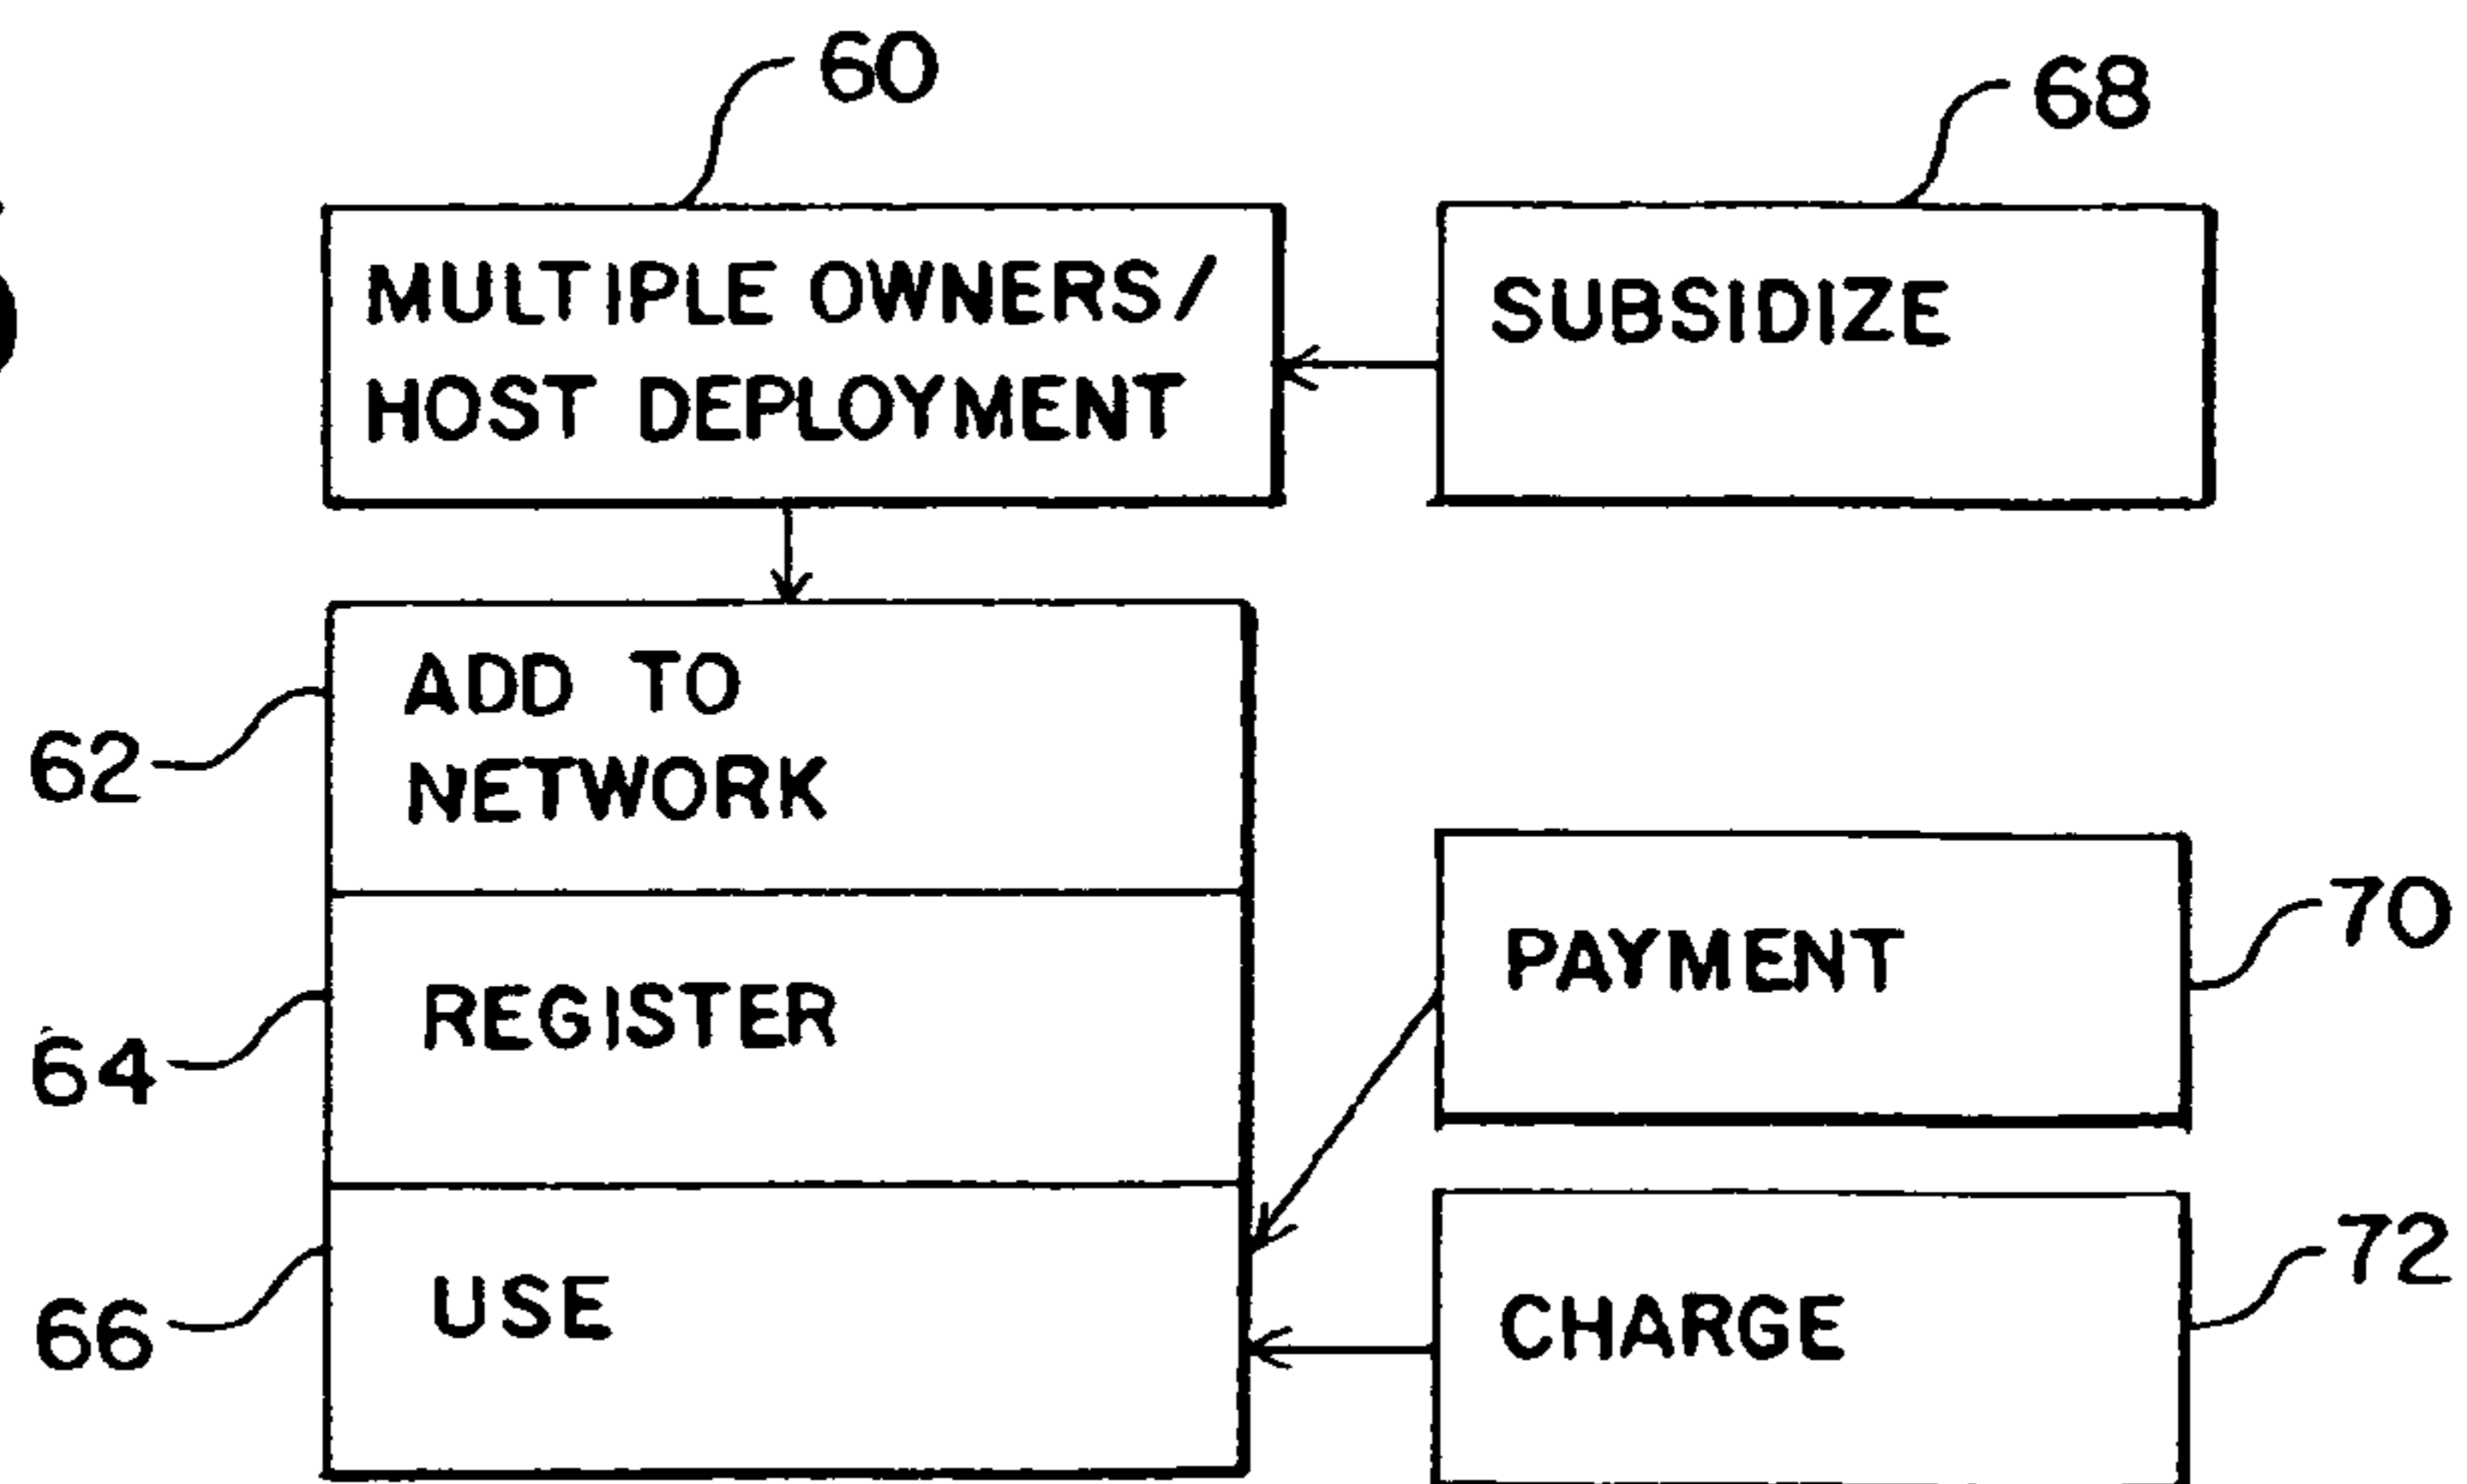 60
68
MULTIPLE OWNERS/
HOST DEPLOYMENT
SUBSIDIZE
ADD TO
NETWORK
62
PAYMENT
70
REGISTER
64
USE
66
CHARGE
72